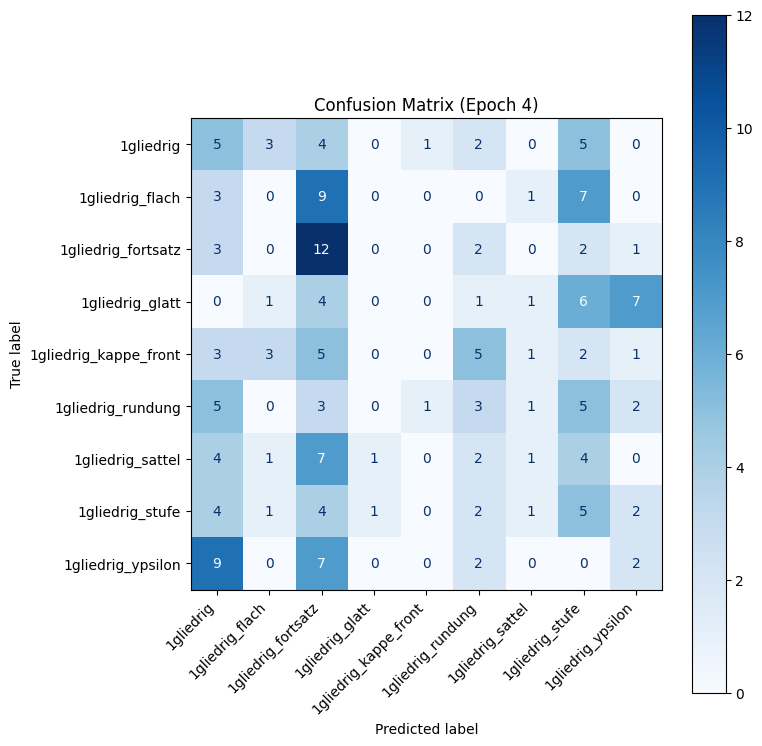 Confusion Matrix (Epoch 4)
True label
1gliedrig 5 3 4 0 1 2 0 5 0
1gliedrig_flach 3 0 9 0 0 0 1 7 0
1gliedrig_fortsatz 3 0 12 0 0 2 0 2 1
1gliedrig_glatt 0 1 4 0 0 1 1 6 7
1gliedrig_kappe_front 3 3 5 0 0 5 1 2 1
1gliedrig_rundung 5 0 3 0 1 3 1 5 2
1gliedrig_sattel 4 1 7 1 0 2 1 4 0
1gliedrig_stufe 4 1 4 1 0 2 1 5 2
1gliedrig_ypsilon 9 0 7 0 0 2 0 0 2
1gliedrig
1gliedrig_flach
1gliedrig_fortsatz
1gliedrig_glatt
1gliedrig_kappe_front
1gliedrig_rundung
1gliedrig_sattel
1gliedrig_stufe
1gliedrig_ypsilon
Predicted label
12
10
8
6
4
2
0